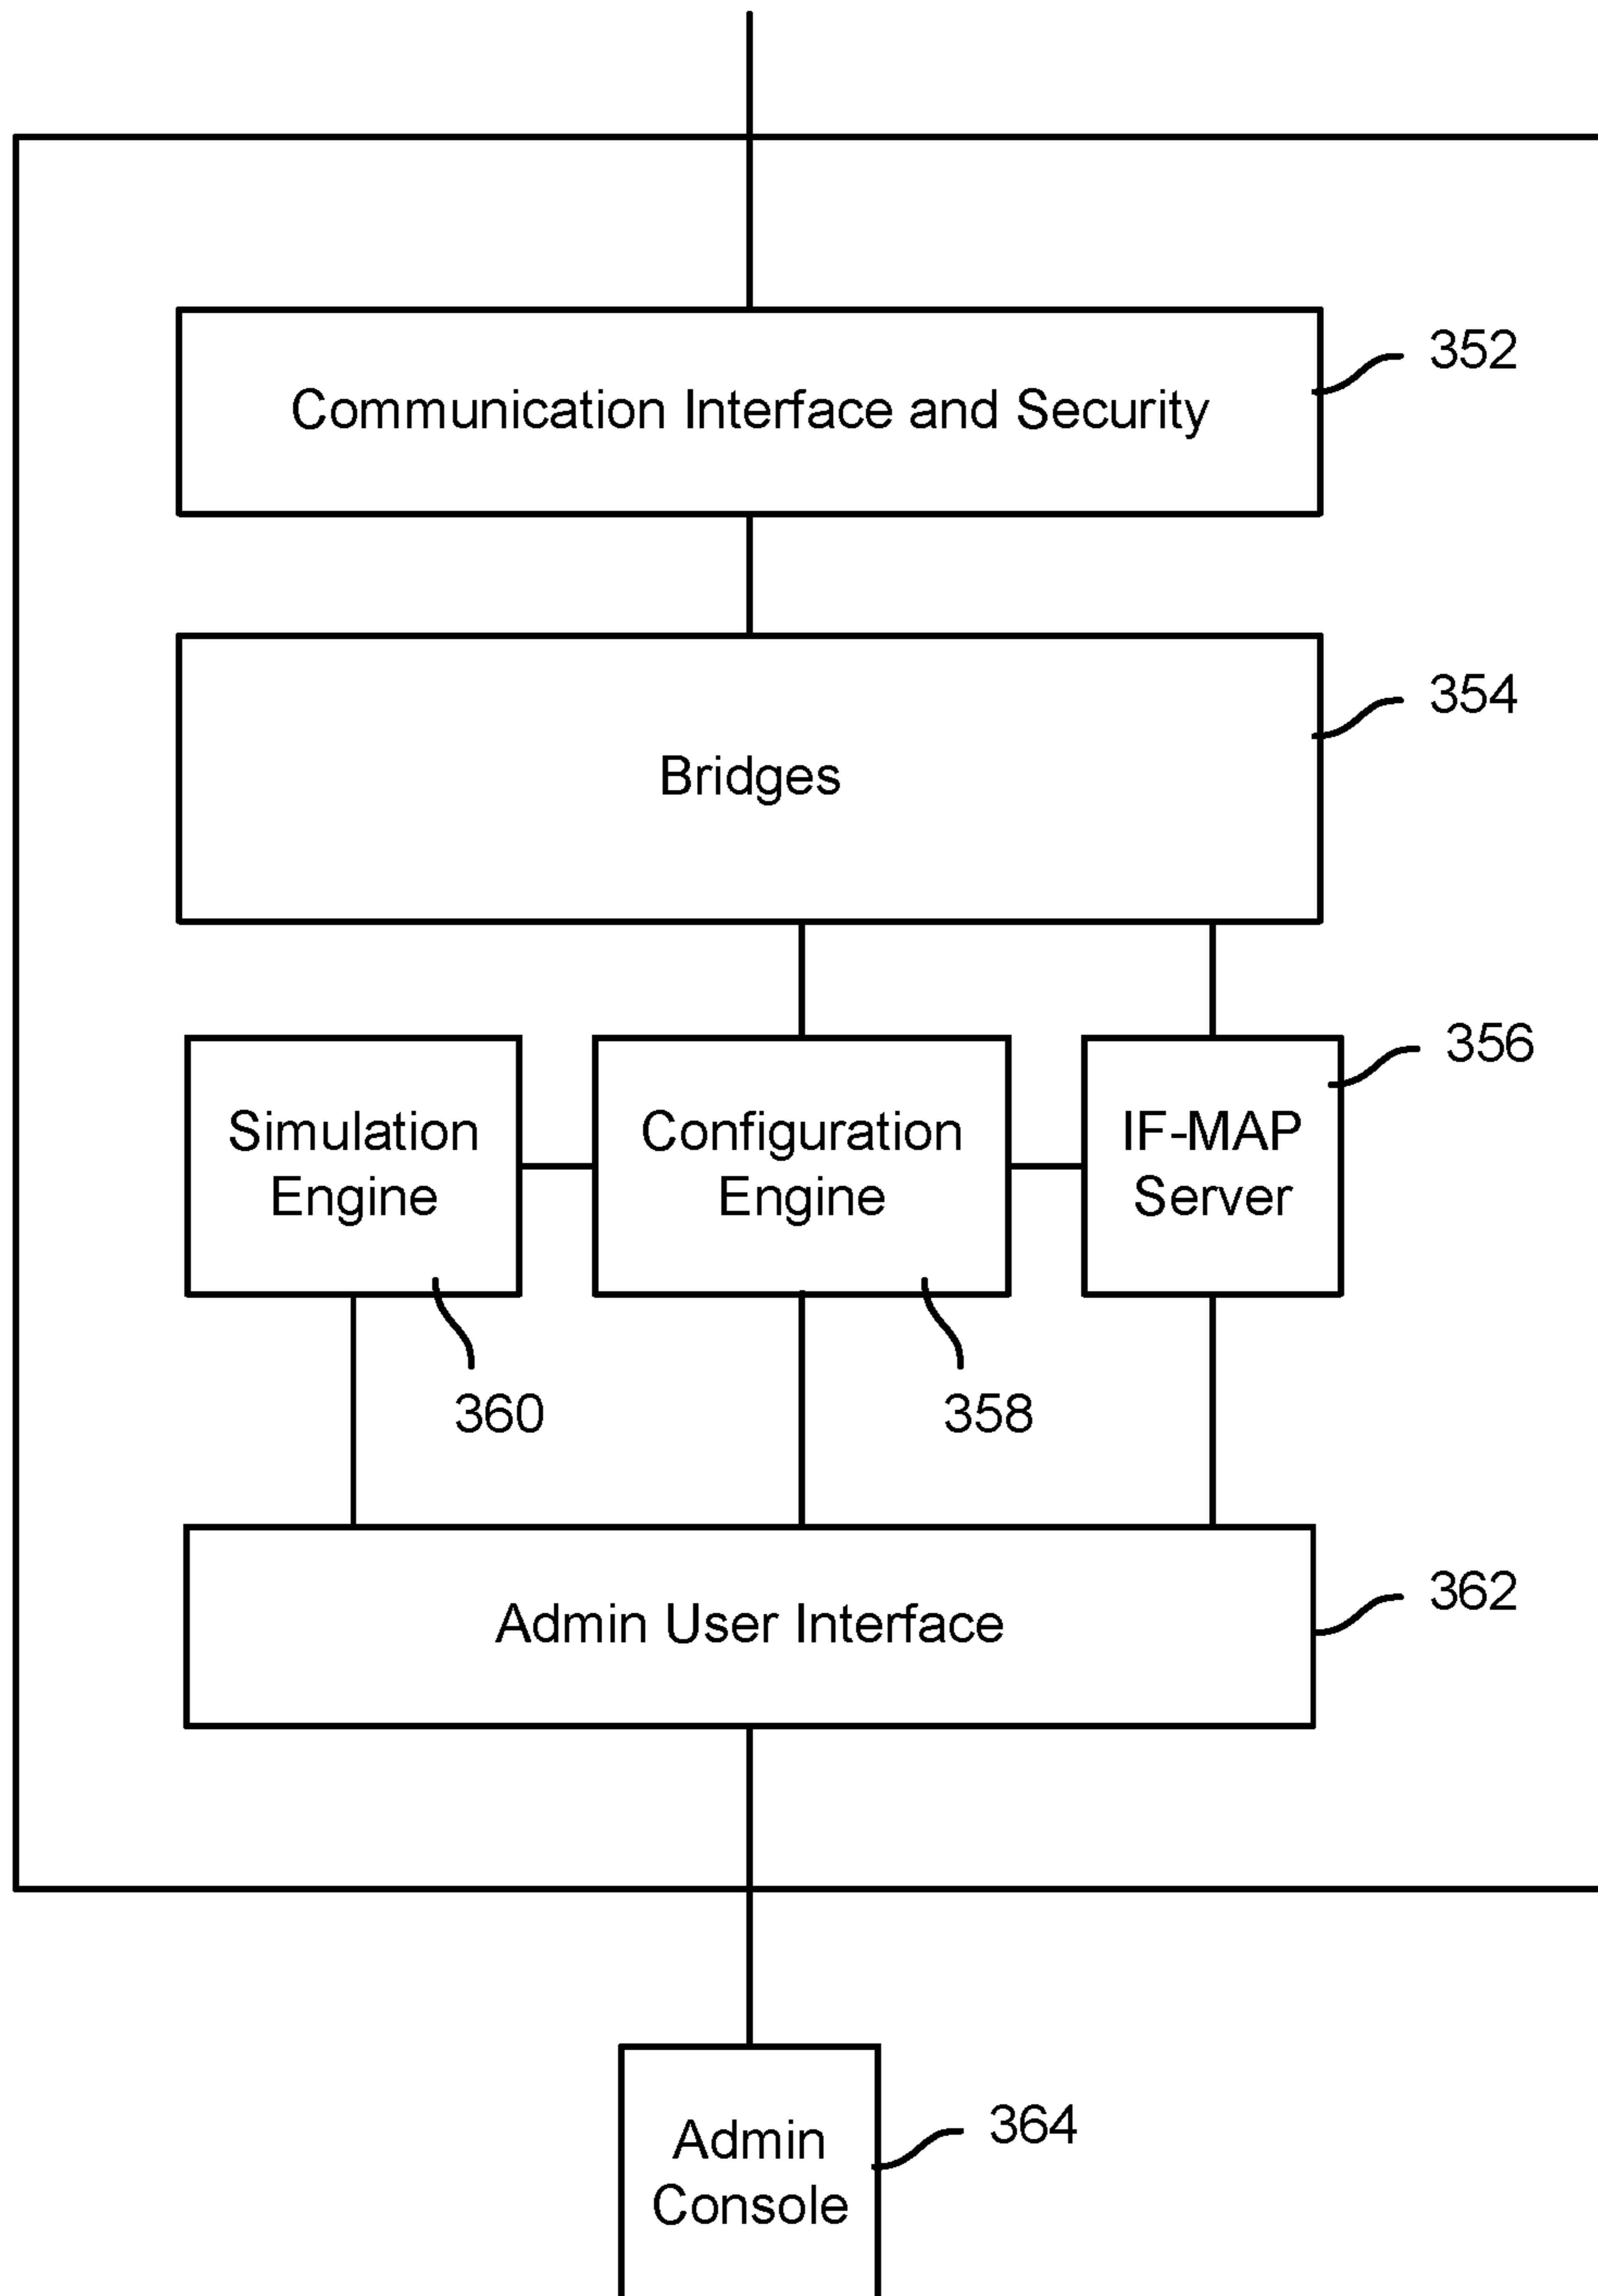 352
Communication Interface and Security
354
Bridges
356
Simulation
Engine
Configuration
Engine
IF-MAP
Server
360
358
362
Admin User Interface
364
Admin
Console